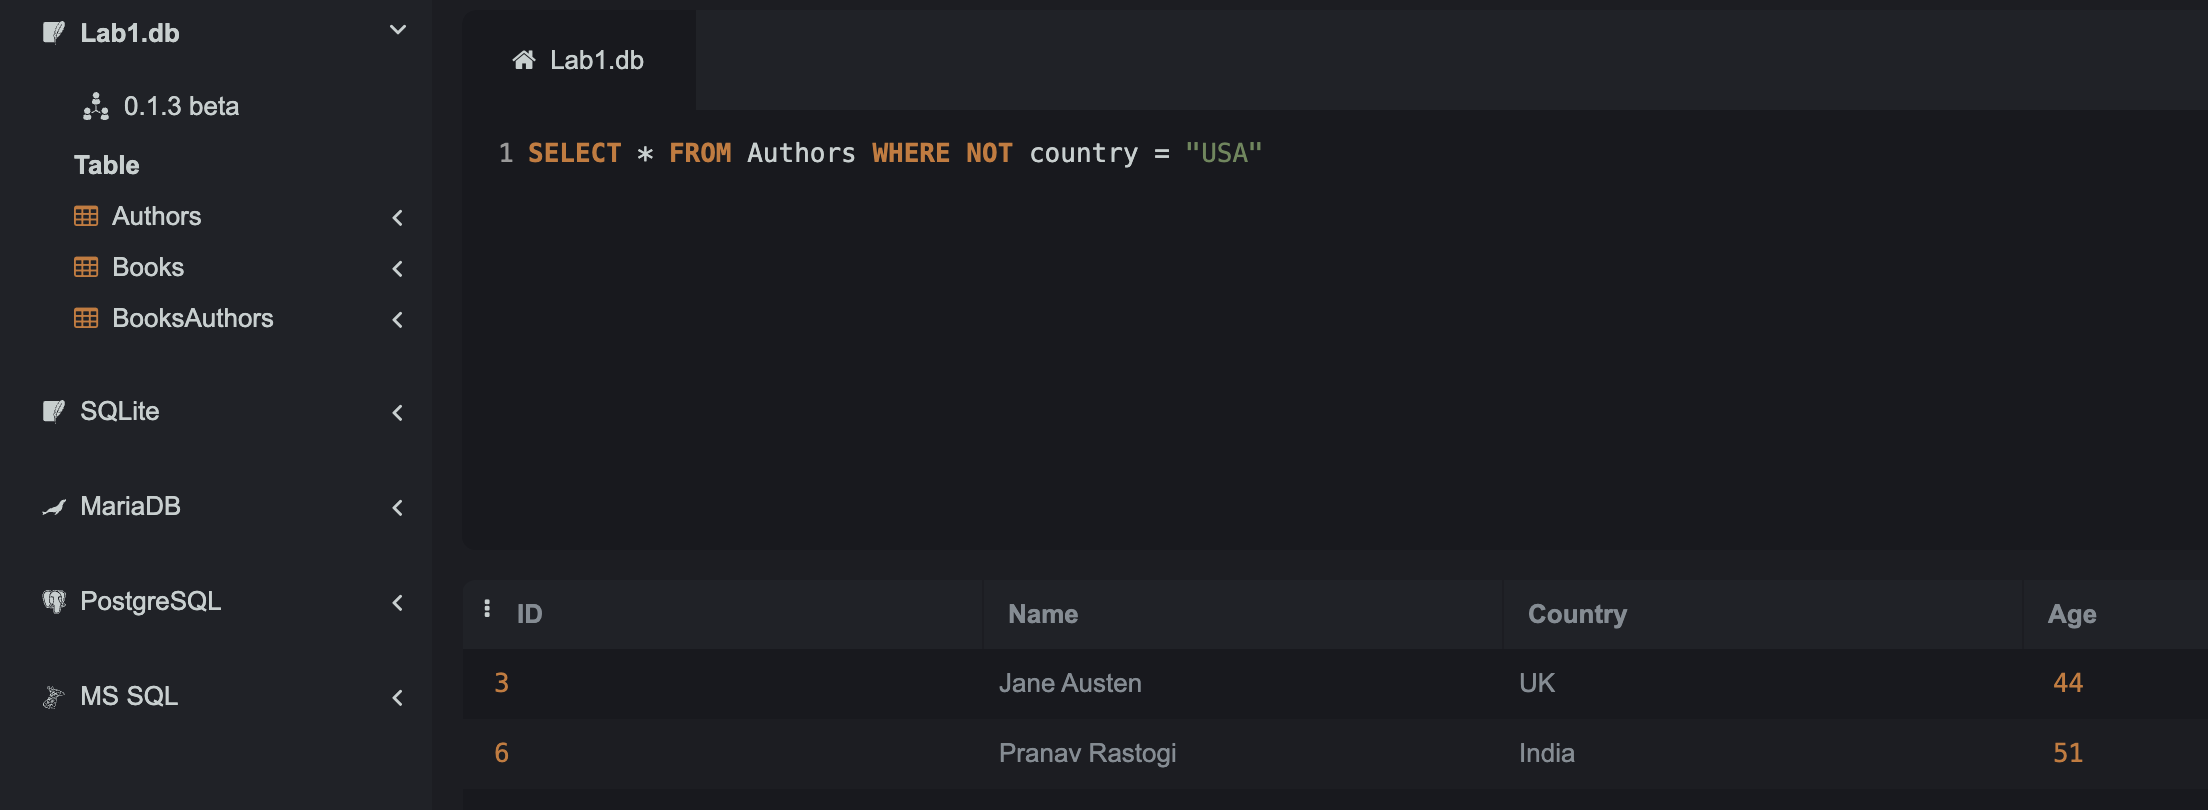 Lab1.db
0.1.3 beta
Table
Authors
Books
BooksAuthors
SQLite
MariaDB
PostgreSQL
MS SQL
Lab1.db
1 SELECT * FROM Authors WHERE NOT country = "USA"
ID Name Country Age
3 Jane Austen UK 44
6 Pranav Rastogi India 51